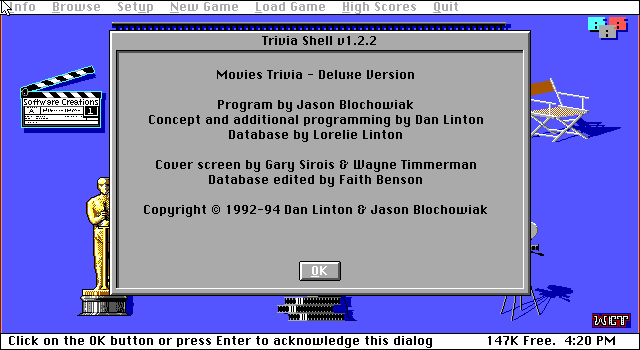 Info Browse Setup New Game Load Game High Scores Quit
Trivia Shell v1.2.2
Movies Trivia - Deluxe Version
Program by Jason Blochowiak
Concept and additional programming by Dan Linton
Database by Lorelie Linton
Cover screen by Gary Sirois & Wayne Timmerman
Database edited by Faith Benson
Copyright © 1992-94 Dan Linton & Jason Blochowiak
Software Creations
OK
WGT
Click on the OK button or press Enter to acknowledge this dialog 147K Free. 4:20 PM